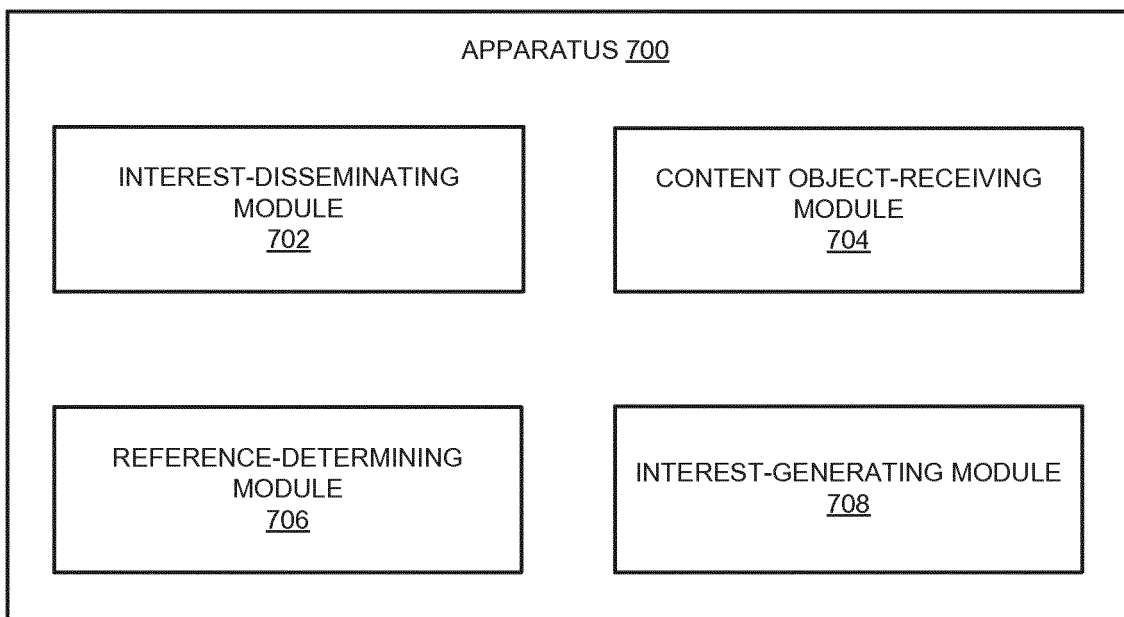 APPARATUS 700
INTEREST-DISSEMINATING
MODULE
702
CONTENT OBJECT-RECEIVING
MODULE
704
REFERENCE-DETERMINING
MODULE
706
INTEREST-GENERATING MODULE
708